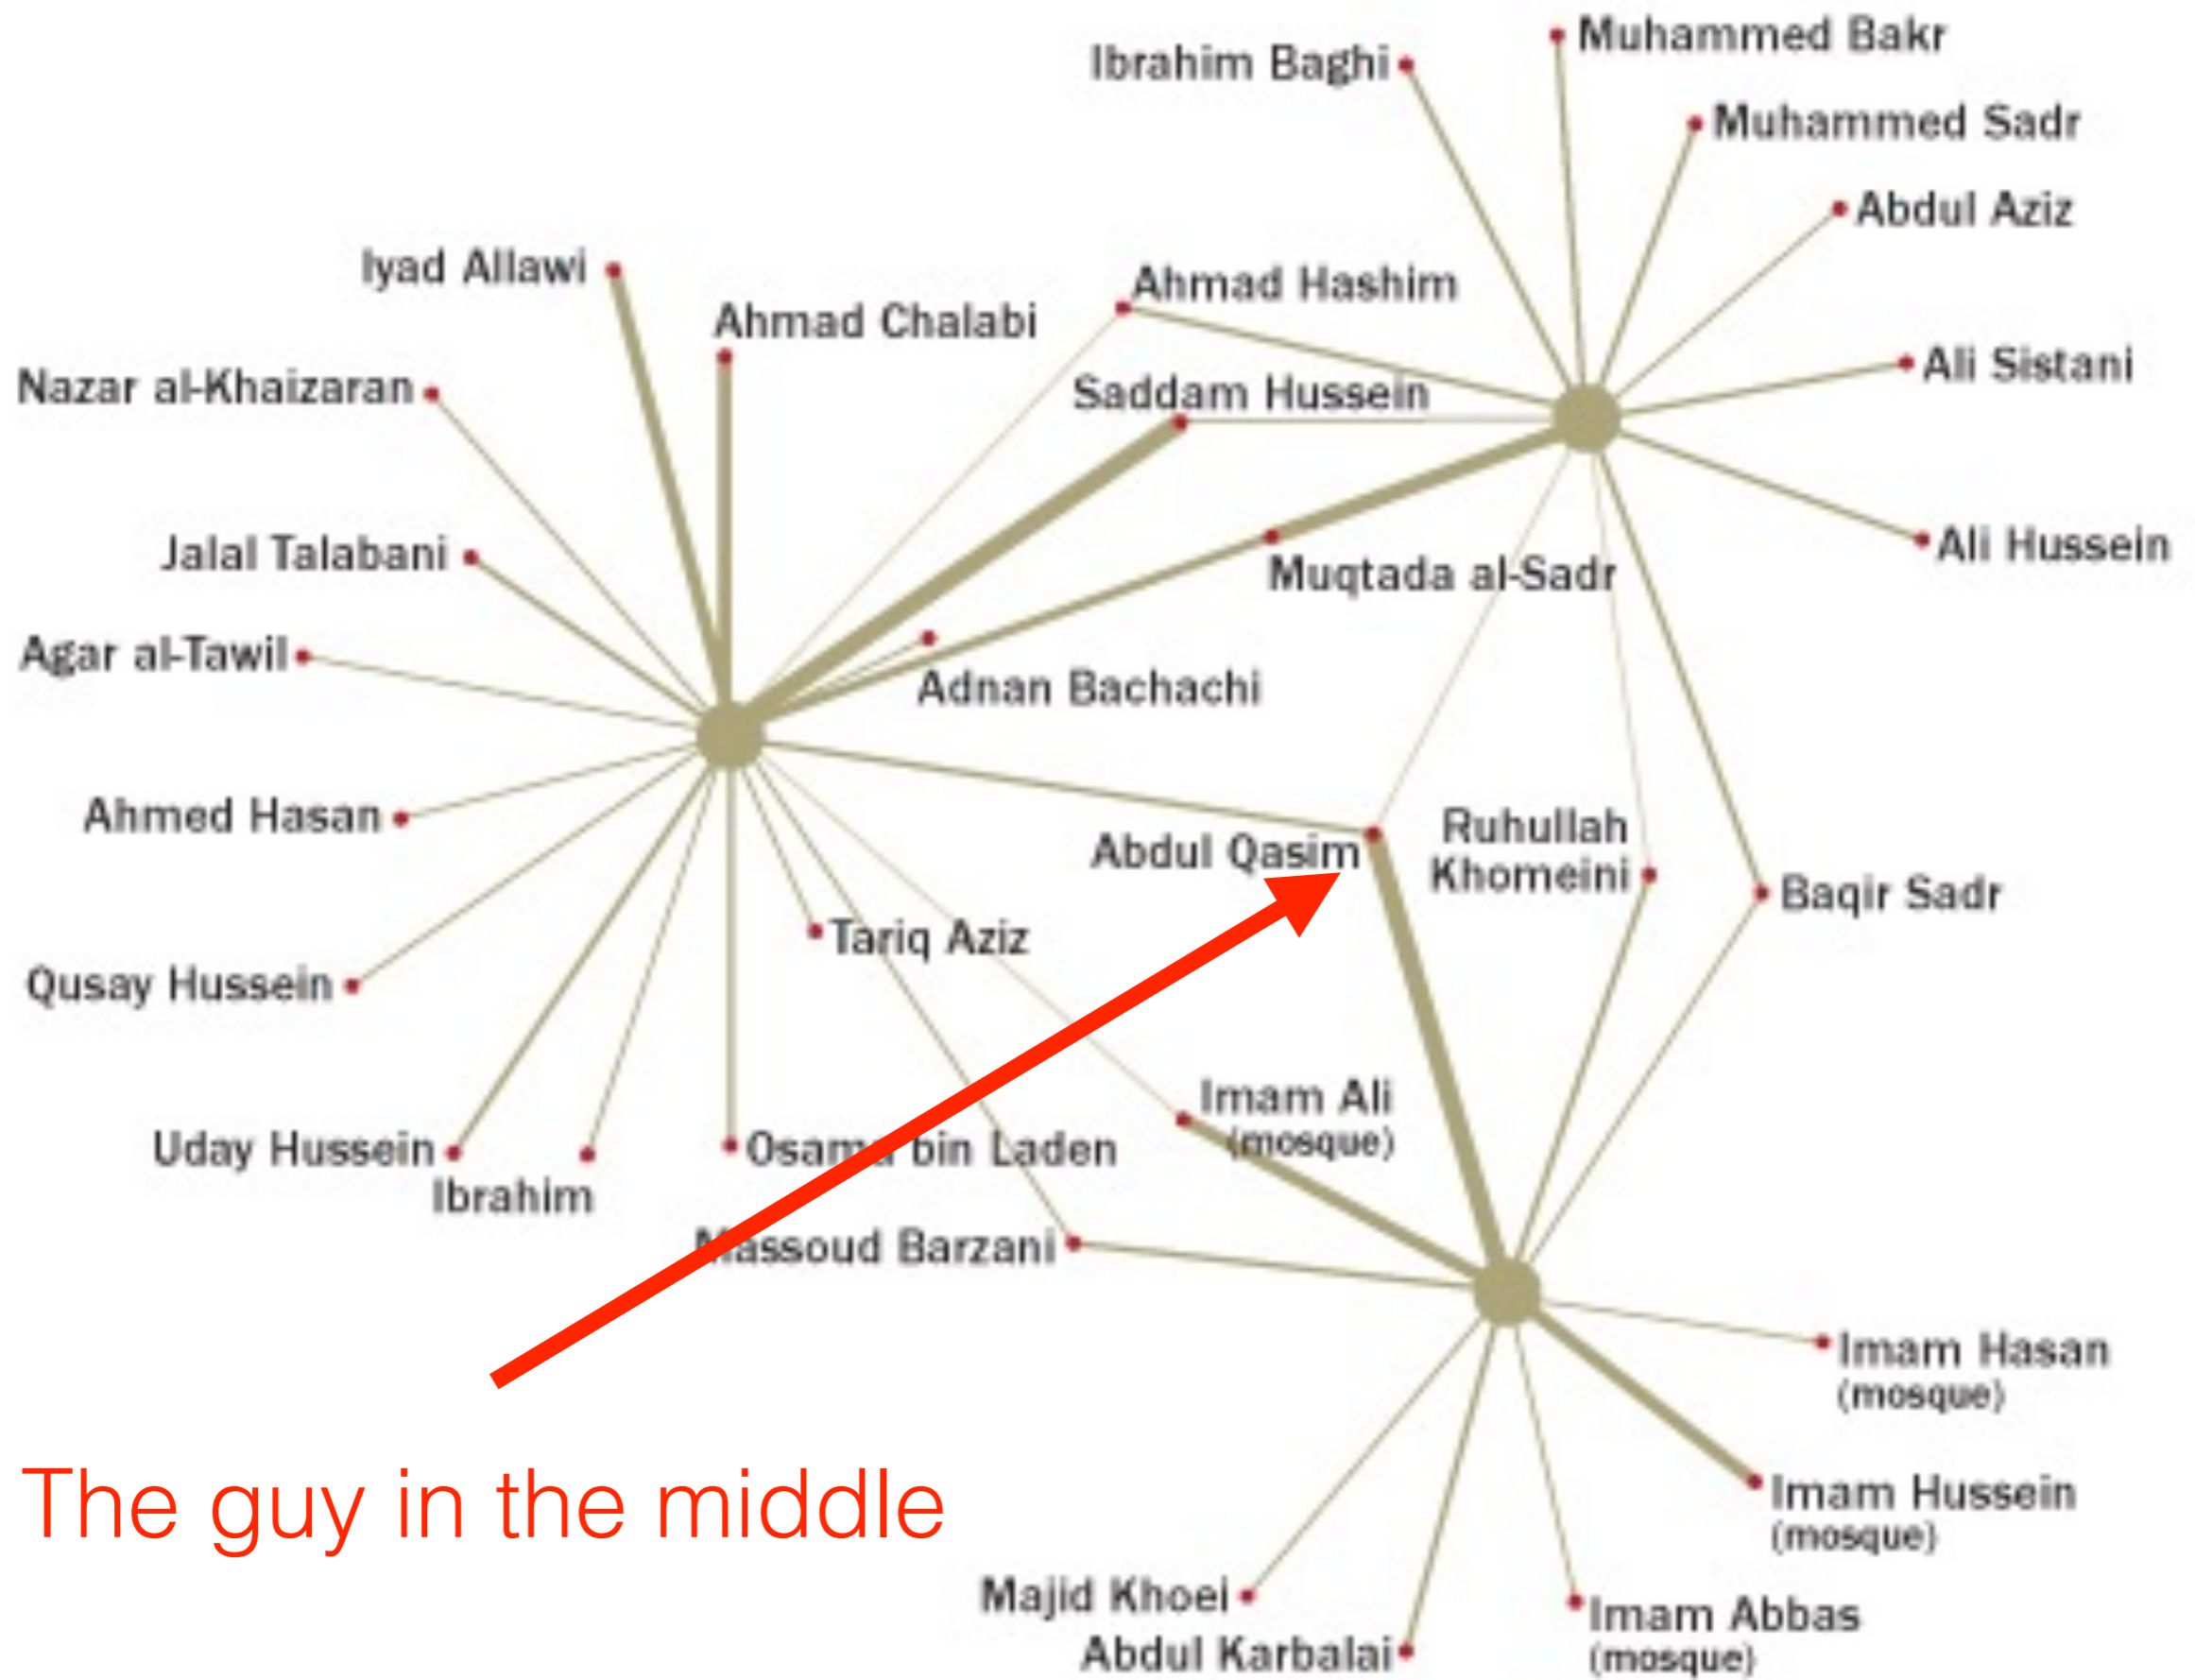 Muhammed Bakr
Ibrahim Baghi
Muhammed Sadr
Abdul Aziz
Iyad Allawi
Ahmad Hashim
Ahmad Chalabi
Ali Sistani
Nazar al-Khaizaran
Saddam Hussein
Ali Hussein
Jalal Talabani
Muqtada al-Sadr
Agar al-Tawil
Adnan Bachachi
Ahmed Hasan
Abdul Qasim
Ruhullah
Khomeini
Baqir Sadr
Tariq Aziz
Qusay Hussein
Imam Ali
(mosque)
Uday Hussein
Osama bin Laden
Ibrahim
Massoud Barzani
Imam Hasan
(mosque)
The guy in the middle
Imam Hussein
(mosque)
Majid Khoei
Imam Abbas
(mosque)
Abdul Karbalai